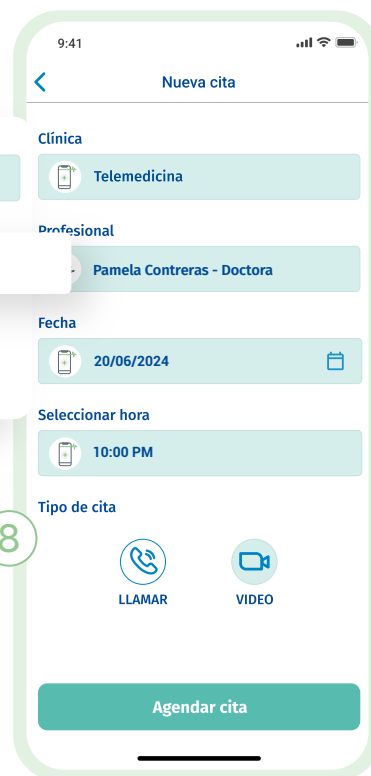 9:41
Nueva cita
Clínica
Telemedicina
Profesional
Pamela Contreras - Doctora
Fecha
20/06/2024
Seleccionar hora
10:00 PM
Tipo de cita
8
LLAMAR
VIDEO
Agendar cita